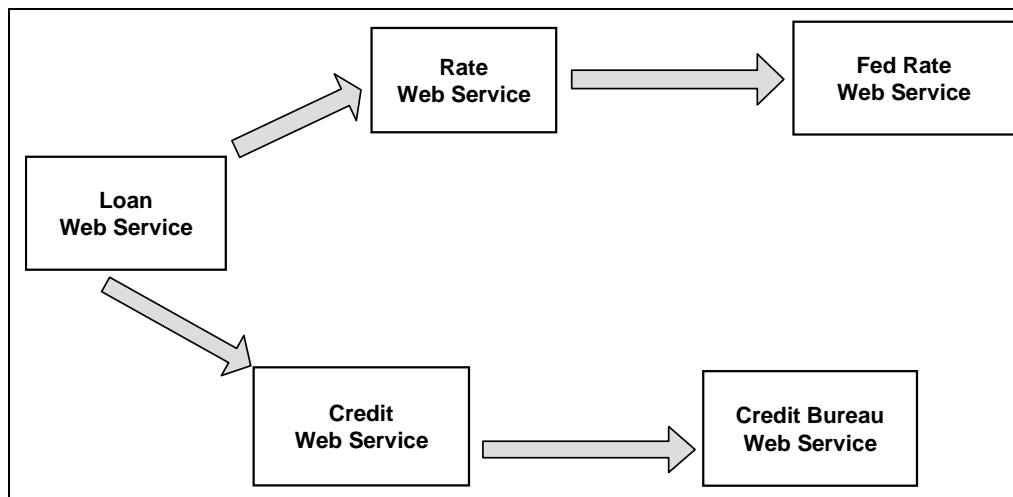 Rate
Web Service
Fed Rate
Web Service
Loan
Web Service
Credit
Web Service
Credit Bureau
Web Service